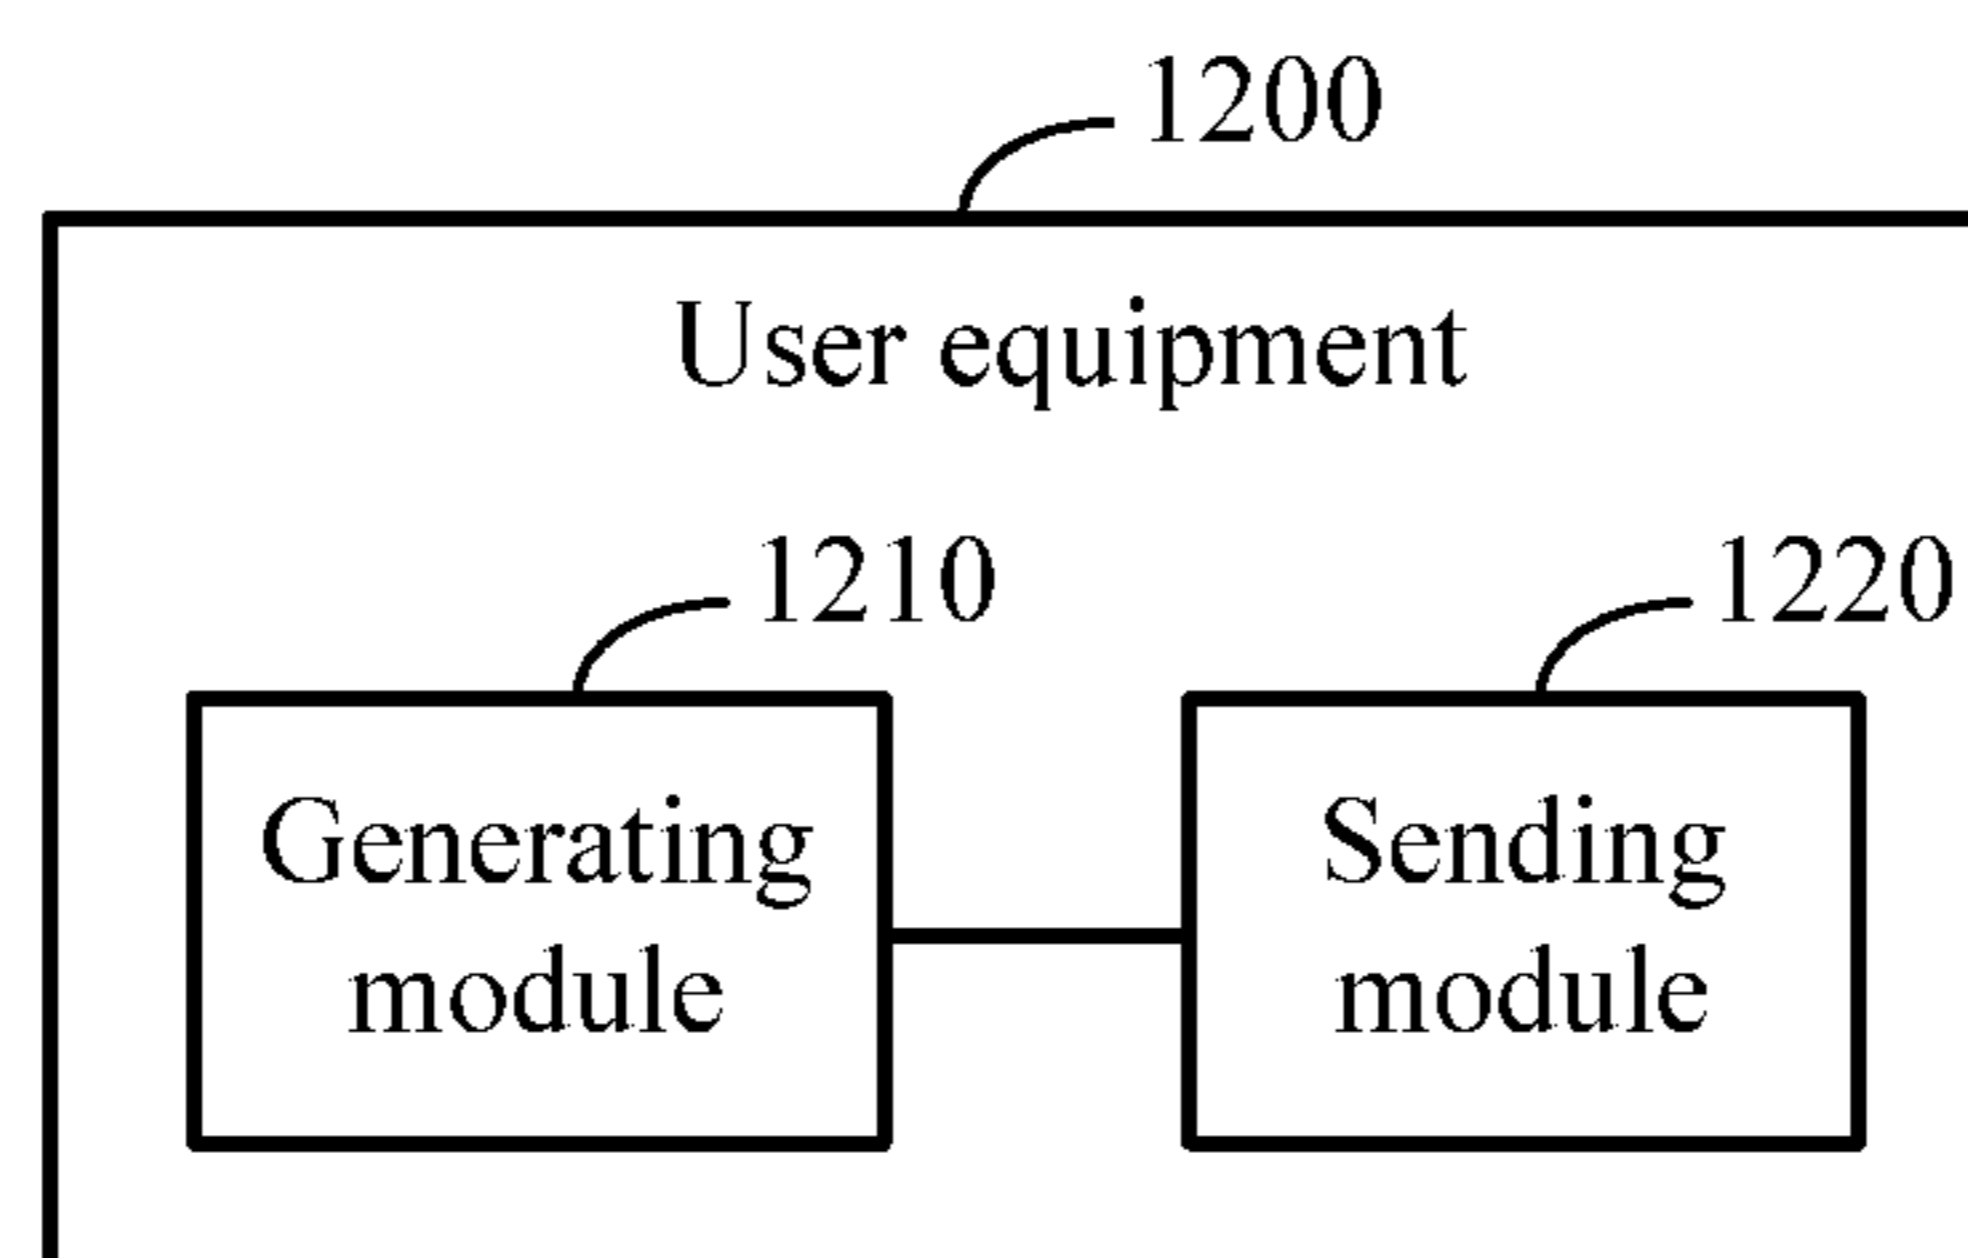 1200
User equipment
1210
1220
Generating
module
Sending
module